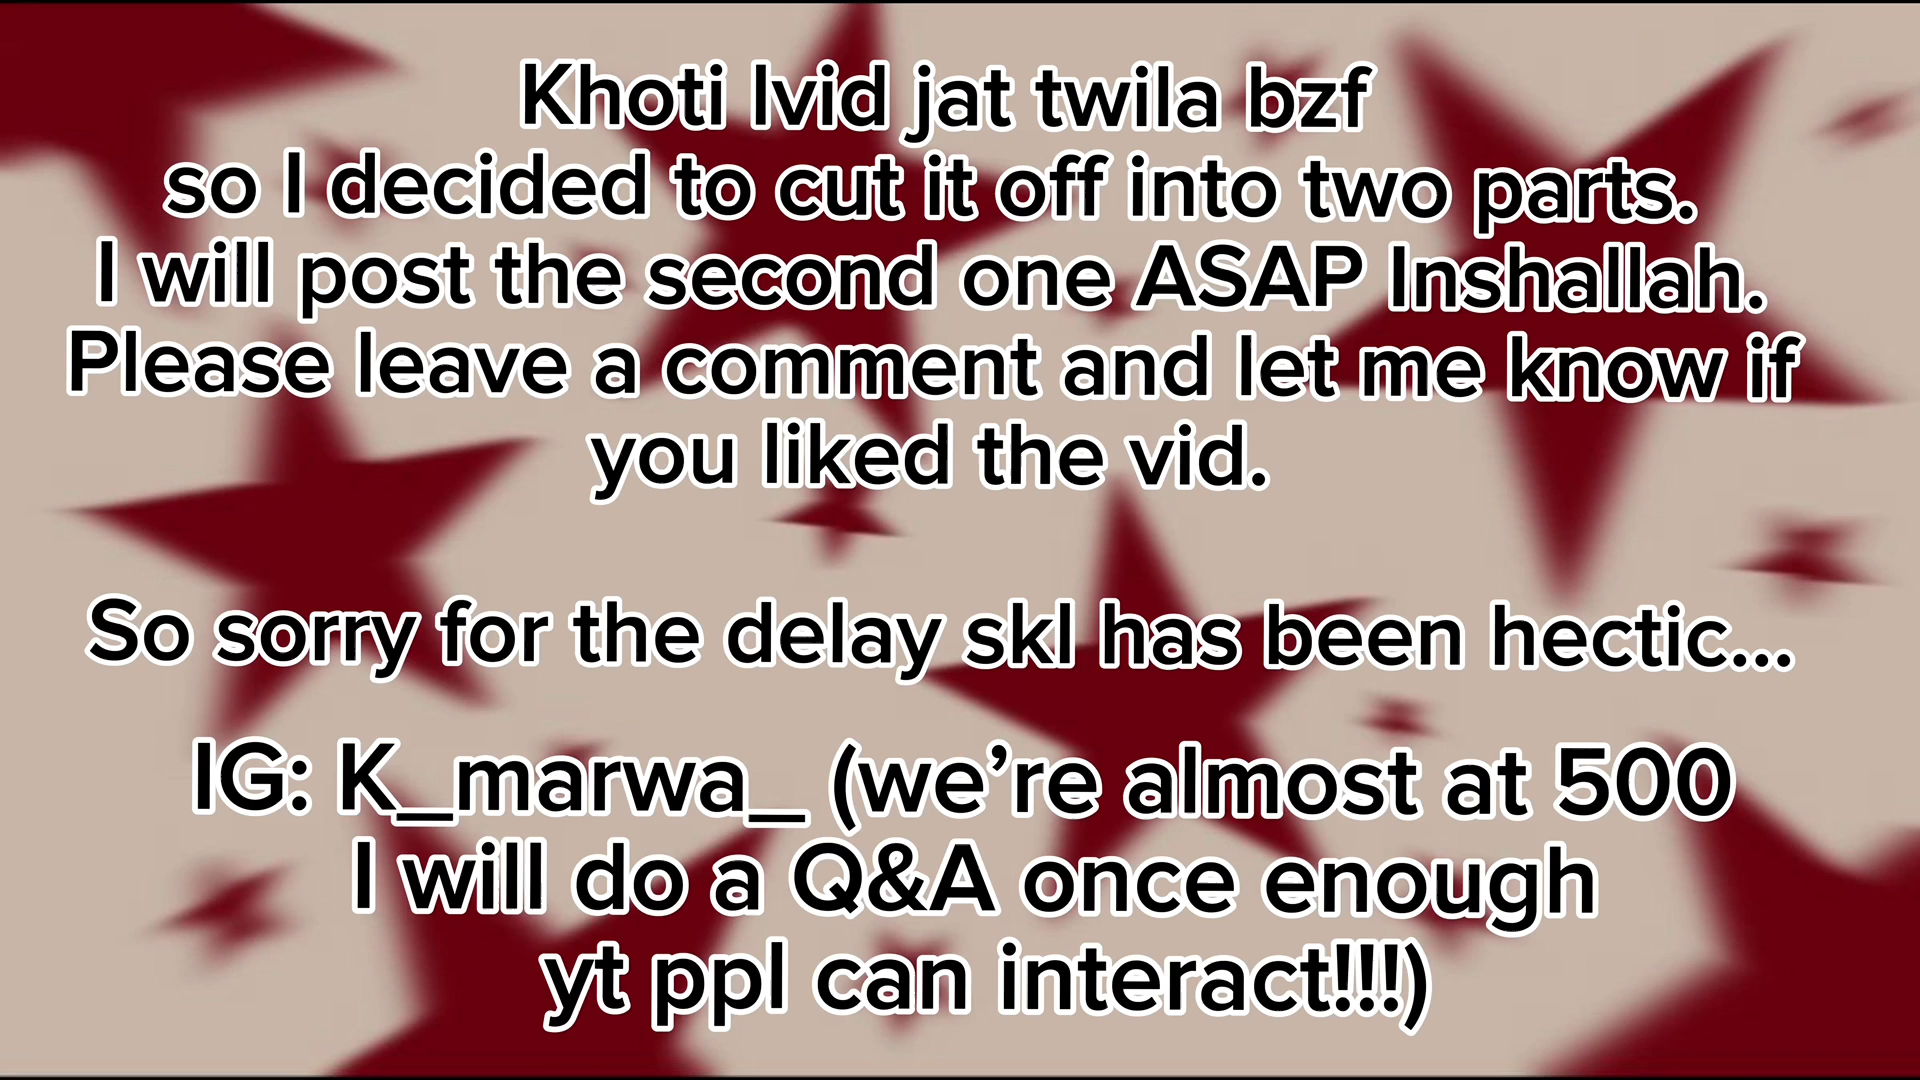 Khoti lvid jat twila bzf
so I decided to cut it off into two parts.
I will post the second one ASAP Inshallah.
Please leave a comment and let me know if
you liked the vid.
So sorry for the delay skl has been hectic...
IG: K_marwa_ (we’re almost at 500
I will do a Q&A once enough
yt ppl can interact!!!)